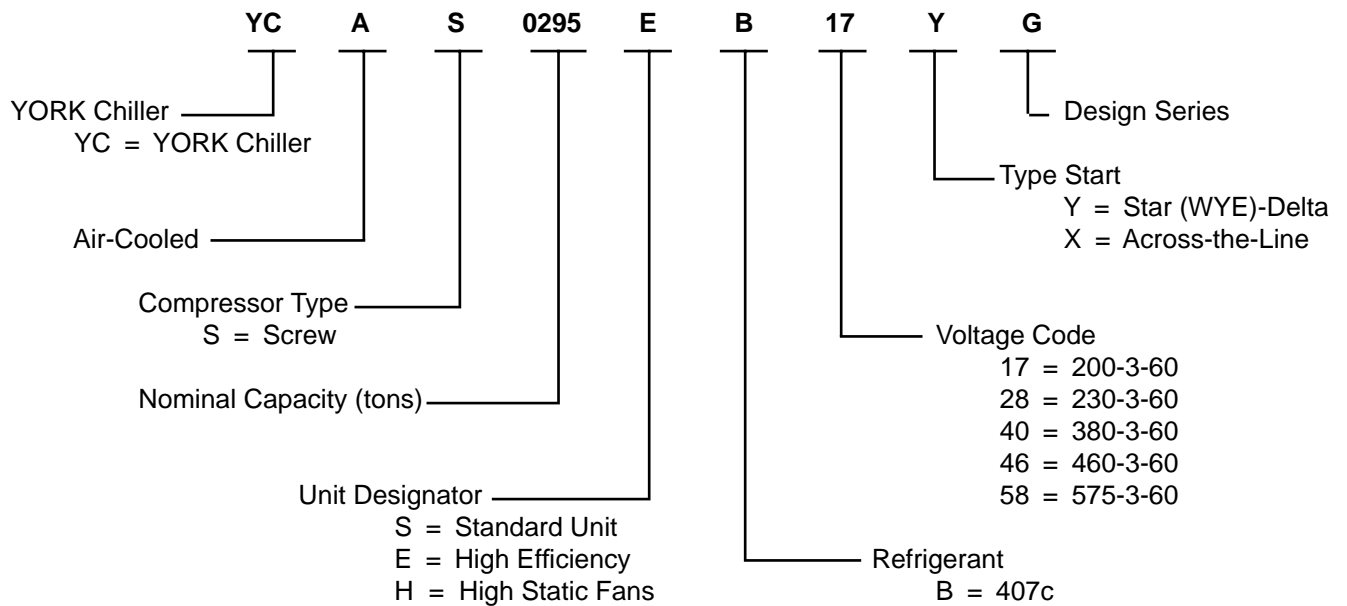 YC A S 0295 E B 17 Y G
YORK Chiller
YC = YORK Chiller
Design Series
Type Start
Y = Star (WYE)-Delta
X = Across-the-Line
Air-Cooled
Compressor Type
S = Screw
Voltage Code
17 = 200-3-60
28 = 230-3-60
40 = 380-3-60
46 = 460-3-60
58 = 575-3-60
Nominal Capacity (tons)
Unit Designator
S = Standard Unit
E = High Efficiency
H = High Static Fans
Refrigerant
B = 407c